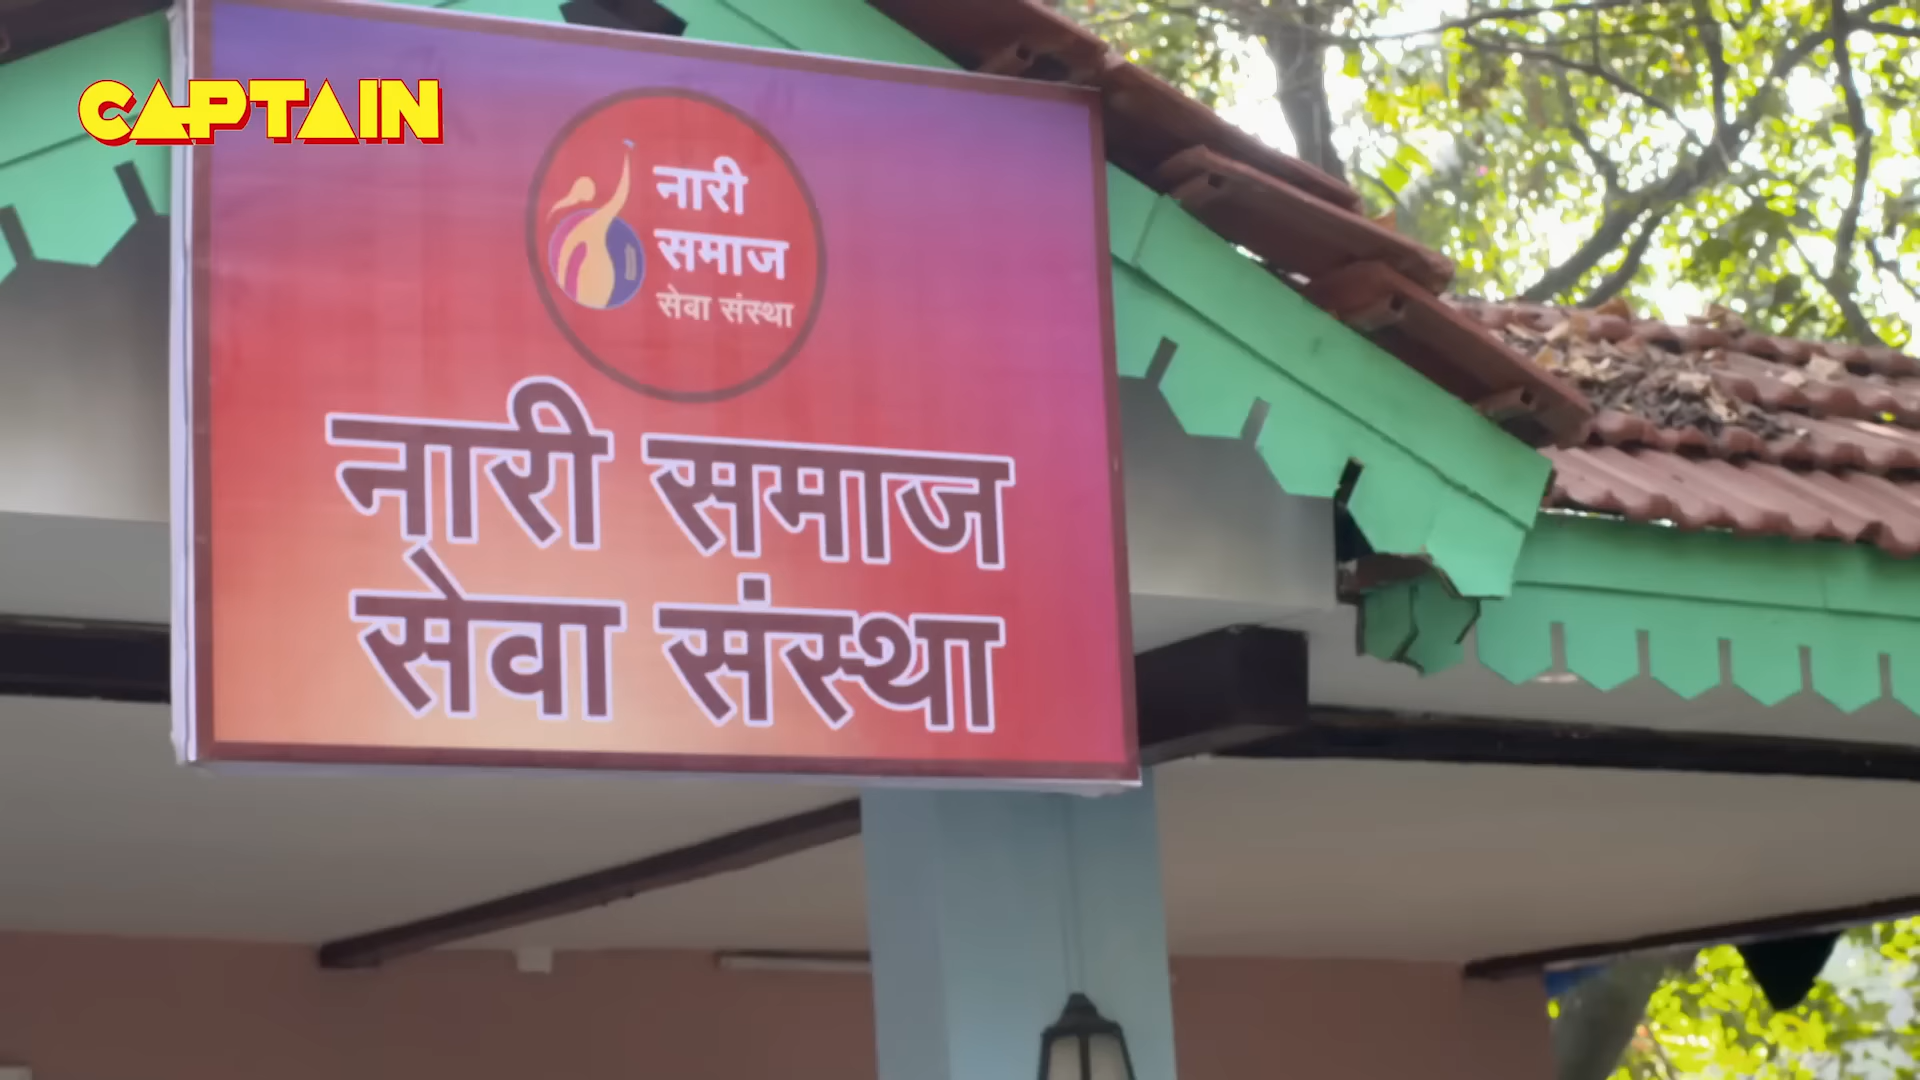 CAPTAIN
नारी
समाज
सेवा संस्था
नारी समाज
सेवा संस्था